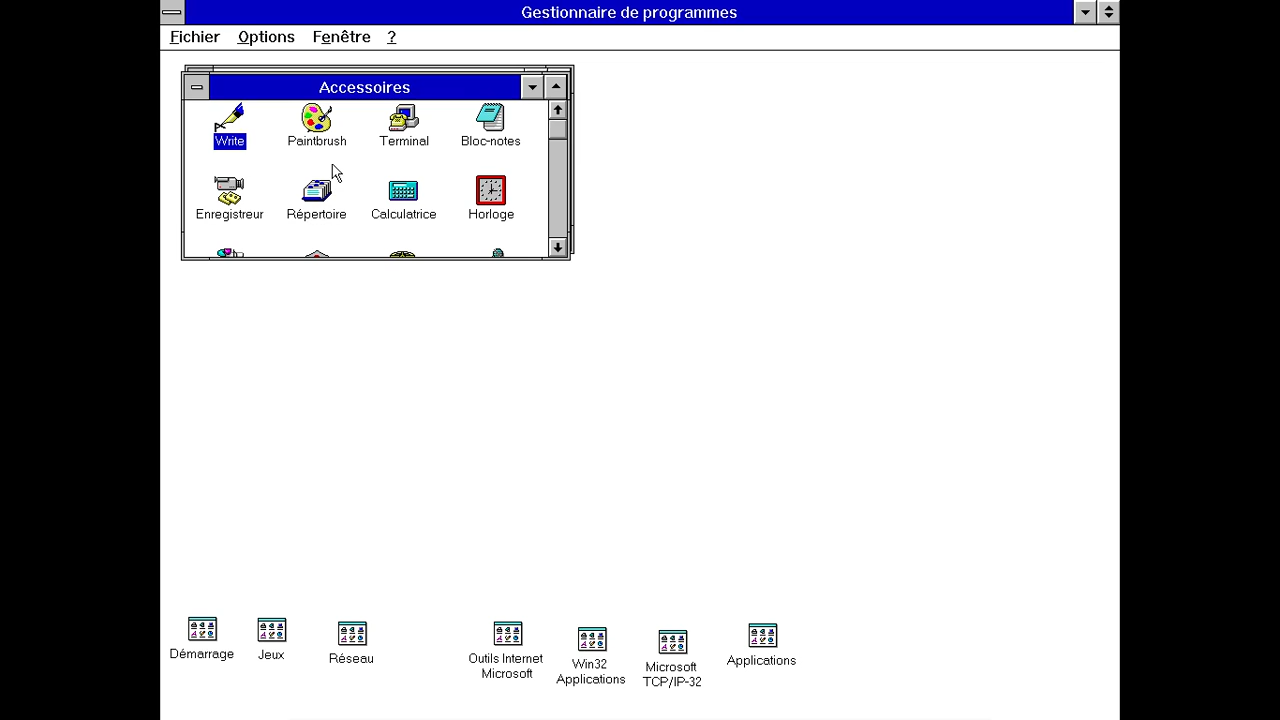 Gestionnaire de programmes
Fichier Options Fenêtre ?
Accessoires
Write Paintbrush Terminal Bloc-notes
Enregistreur Répertoire Calculatrice Horloge
Démarrage Jeux Réseau Outils Internet Microsoft Win32 Applications Microsoft TCP/IP-32 Applications